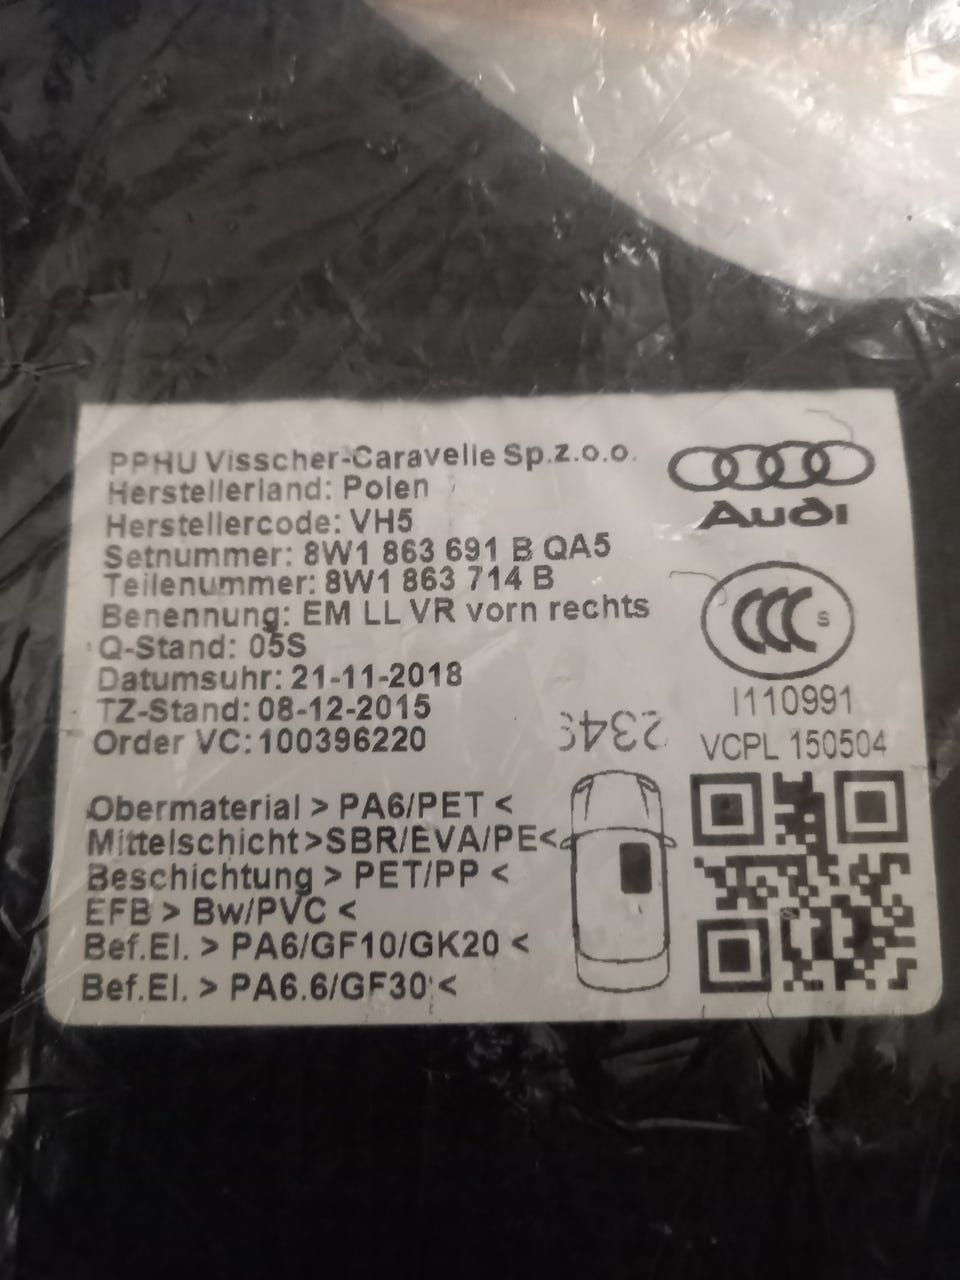 PPHU Visscher-Caravelle Sp.z.o.o.
Herstellerland: Polen
Herstellercode: VH5
Setnummer: 8W1 863 691 B QA5
Teilenummer: 8W1 863 714 B
Benennung: EM LL VR vorn rechts
Q-Stand: 05S
Datumsuhr: 21-11-2018
TZ-Stand: 08-12-2015
Order VC: 100396220
Audi
CCC S
I110991
VCPL 150504
Obermaterial > PA6/PET <
Mittelschicht >SBR/EVA/PE<
Beschichtung > PET/PP <
EFB > Bw/PVC <
Bef.El. > PA6/GF10/GK20 <
Bef.El. > PA6.6/GF30 <